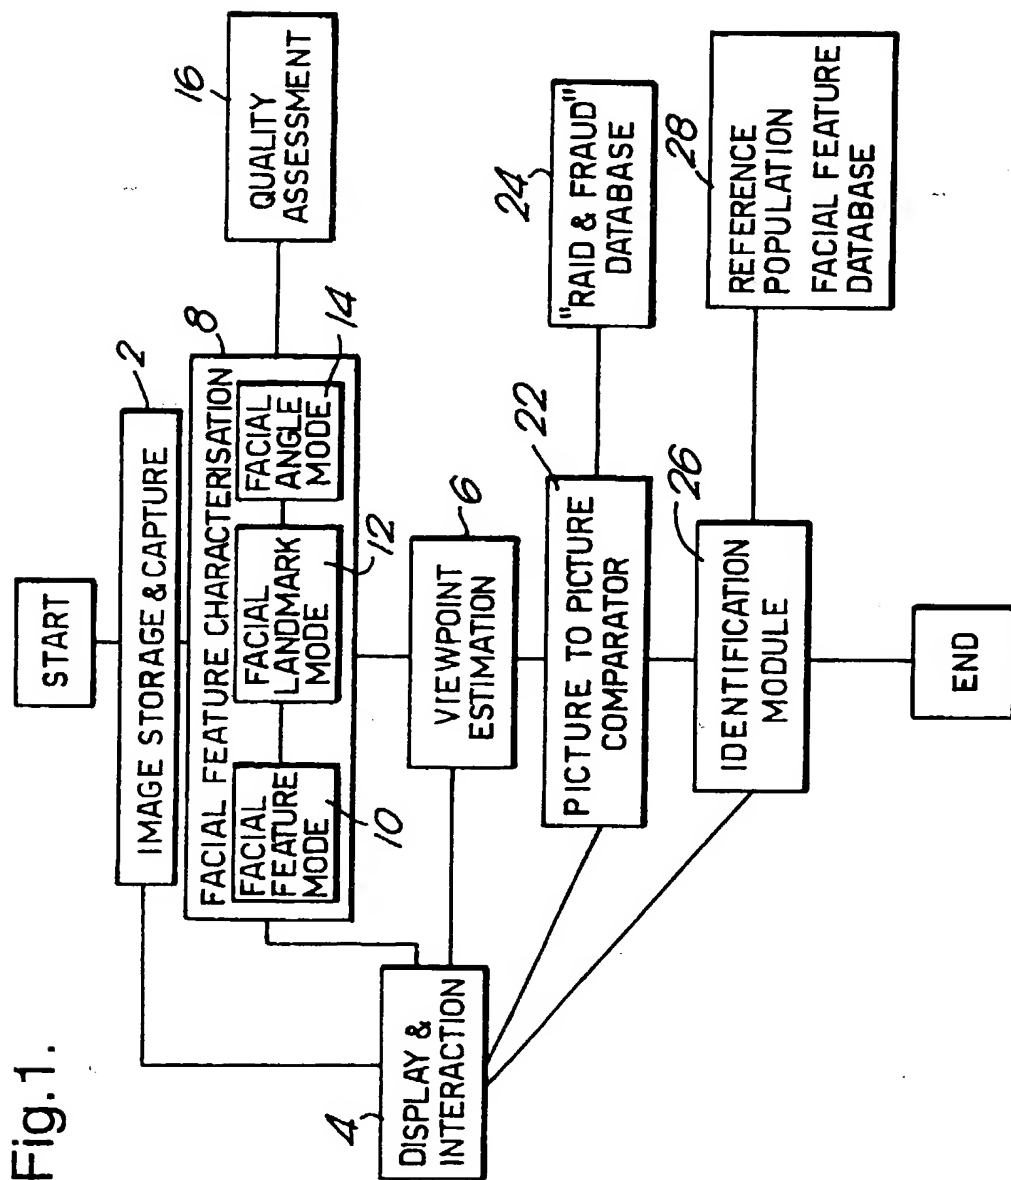 Fig.1.
START
2
IMAGE STORAGE & CAPTURE
8
FACIAL FEATURE CHARACTERISATION
FACIAL
FEATURE
MODE
10
FACIAL
LANDMARK
MODE
12
FACIAL
ANGLE
MODE
14
16
QUALITY
ASSESSMENT
4
DISPLAY &
INTERACTION
6
VIEWPOINT
ESTIMATION
22
PICTURE TO PICTURE
COMPARATOR
24
"RAID & FRAUD"
DATABASE
26
IDENTIFICATION
MODULE
28
REFERENCE
POPULATION
FACIAL FEATURE
DATABASE
END